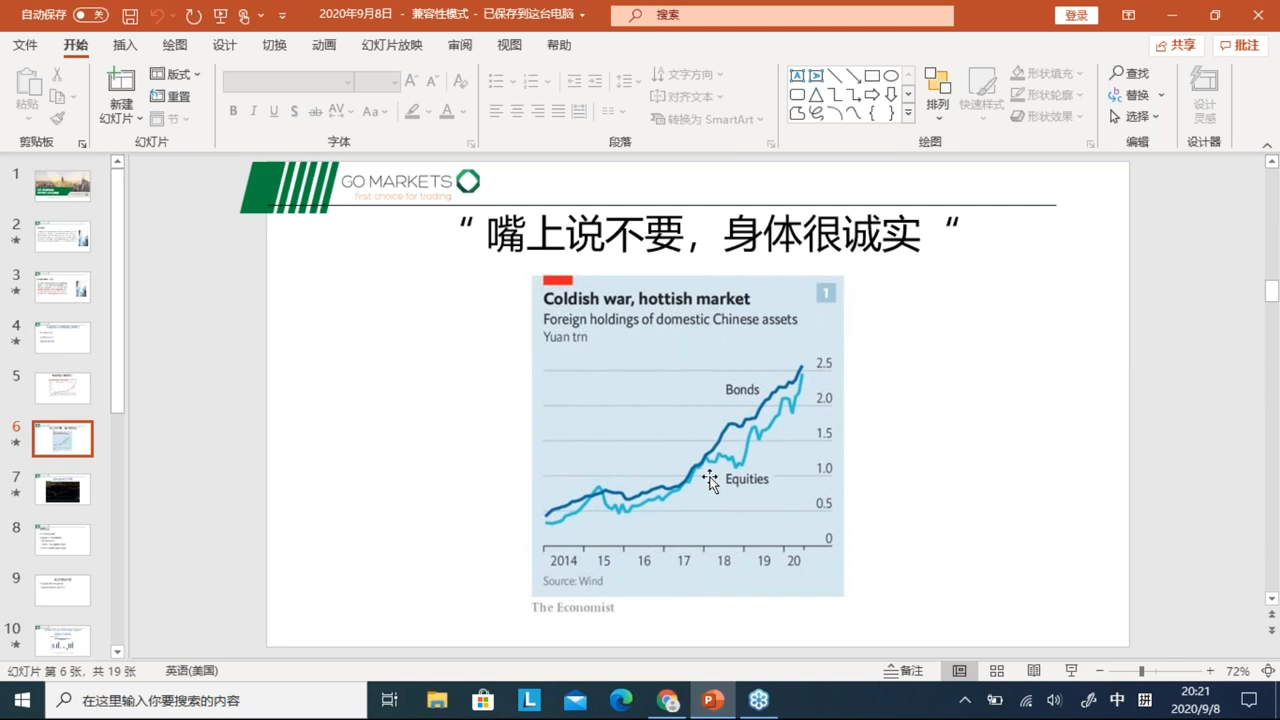 自动保存 关 2020年9月8日 - 兼容性模式 - 已保存到这台电脑 搜索 登录
文件 开始 插入 绘图 设计 切换 动画 幻灯片放映 审阅 视图 帮助 共享 批注
粘贴
剪贴板
新建
幻灯片
版式
重置
节
幻灯片
B I U S ab AV Aa A
字体
文字方向
对齐文本
转换为 SmartArt
段落
排列
快速样式
形状填充
形状轮廓
形状效果
绘图
查找
替换
选择
编辑
设计
灵感
设计器
1
2
3
4
5
6
7
8
9
10
GO MARKETS
first choice for trading
“ 嘴上说不要，身体很诚实 “
Coldish war, hottish market
1
Foreign holdings of domestic Chinese assets
Yuan trn
2.5
Bonds
2.0
1.5
1.0
Equities
0.5
0
2014 15 16 17 18 19 20
Source: Wind
The Economist
幻灯片 第 6 张，共 19 张 英语(美国) 备注 72%
在这里输入你要搜索的内容
中 拼 20:21
2020/9/8